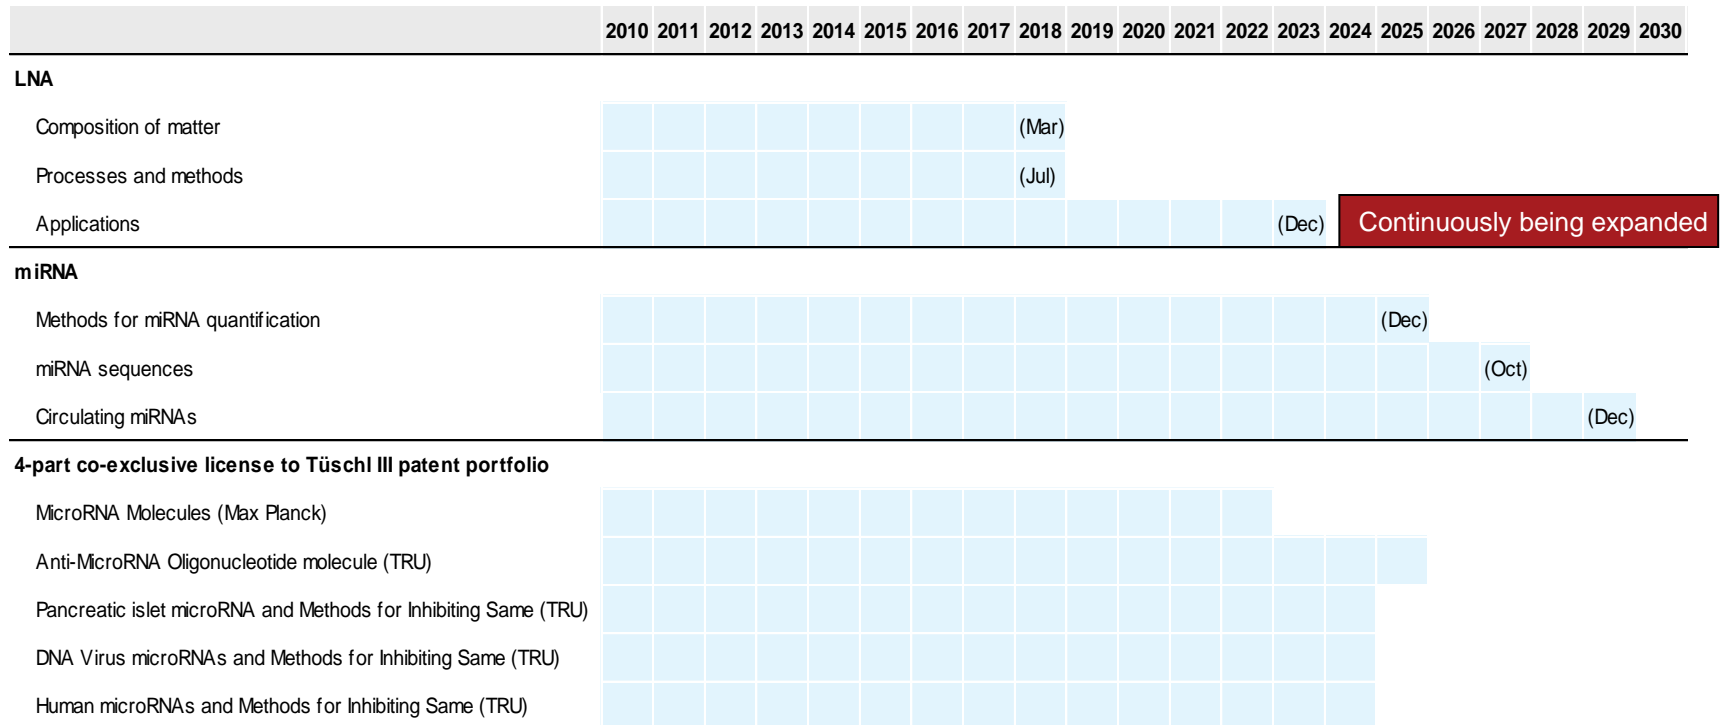 2010 2011 2012 2013 2014 2015 2016 2017 2018 2019 2020 2021 2022 2023 2024 2025 2026 2027 2028 2029 2030
LNA
Composition of matter (Mar)
Processes and methods (Jul)
Applications (Dec) Continuously being expanded
miRNA
Methods for miRNA quantification (Dec)
miRNA sequences (Oct)
Circulating miRNAs (Dec)
4-part co-exclusive license to Tüschl III patent portfolio
MicroRNA Molecules (Max Planck)
Anti-MicroRNA Oligonucleotide molecule (TRU)
Pancreatic islet microRNA and Methods for Inhibiting Same (TRU)
DNA Virus microRNAs and Methods for Inhibiting Same (TRU)
Human microRNAs and Methods for Inhibiting Same (TRU)